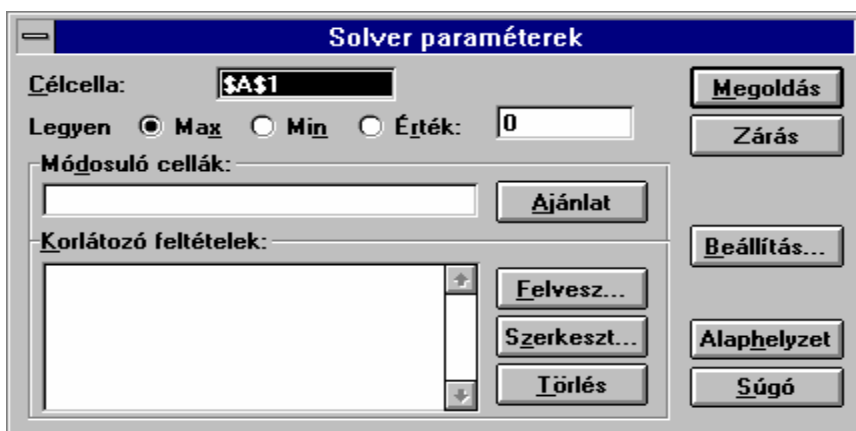 Solver paraméterek
Célcella: $A$1
Megoldás
Legyen Max Min Érték: 0
Zárás
Módosuló cellák:
Ajánlat
Korlátozó feltételek:
Beállítás...
Felvesz...
Szerkeszt...
Alaphelyzet
Törlés
Súgó